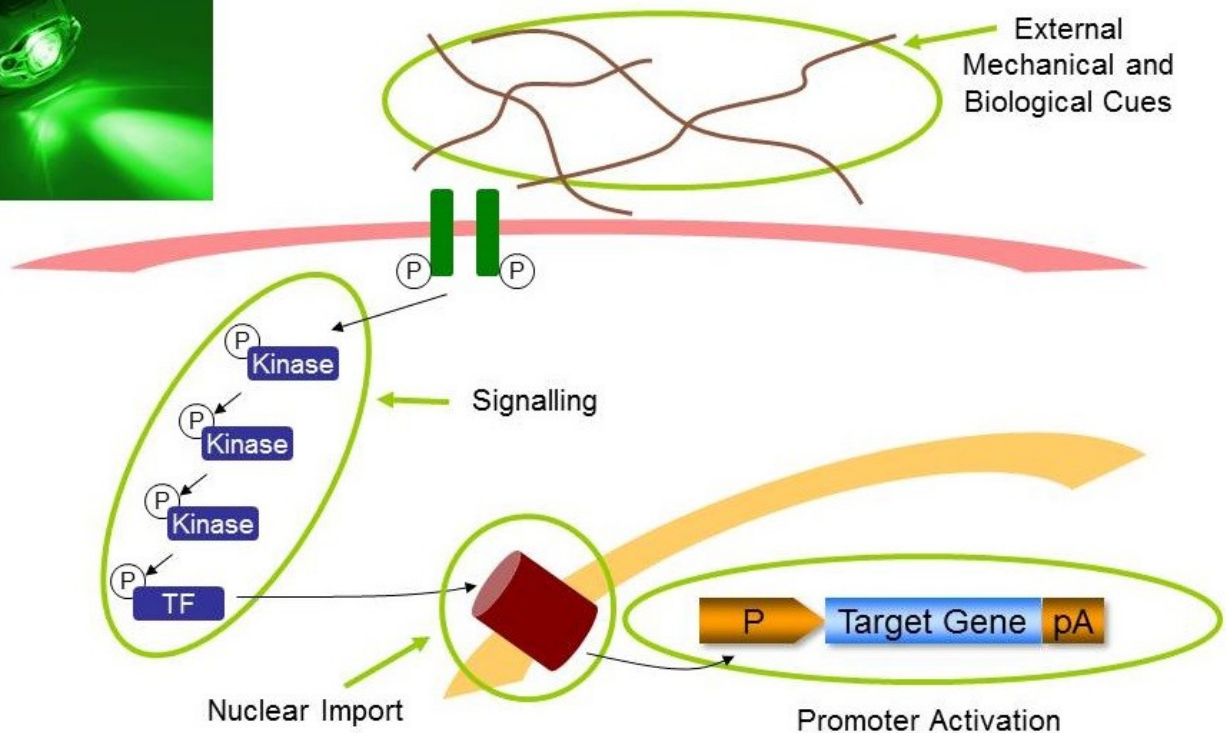 External
Mechanical and
Biological Cues
P
P
P
Kinase
Signalling
P
Kinase
P
Kinase
P
TF
P
Target Gene
pA
Nuclear Import
Promoter Activation